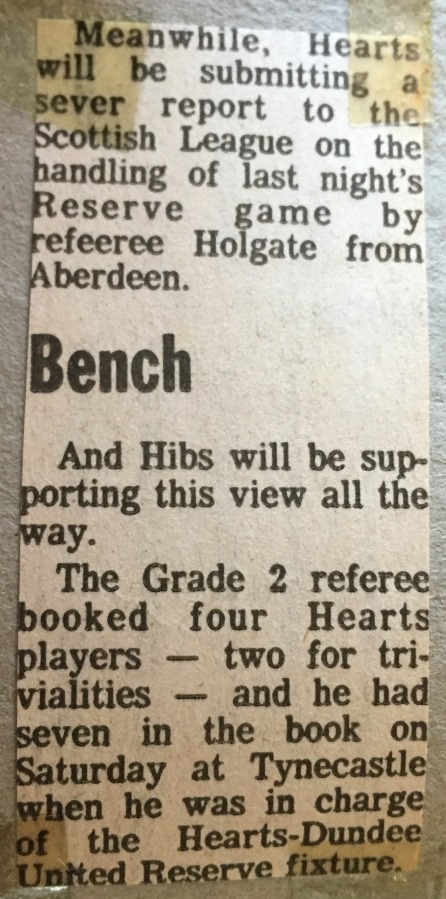 Meanwhile, Hearts
will be submitting a
sever report to the
Scottish League on the
handling of last night's
Reserve game by
refeeree Holgate from
Aberdeen.
Bench
And Hibs will be sup-
porting this view all the
way.
The Grade 2 referee
booked four Hearts
players — two for tri-
vialities — and he had
seven in the book on
Saturday at Tynecastle
when he was in charge
of the Hearts-Dundee
United Reserve fixture.